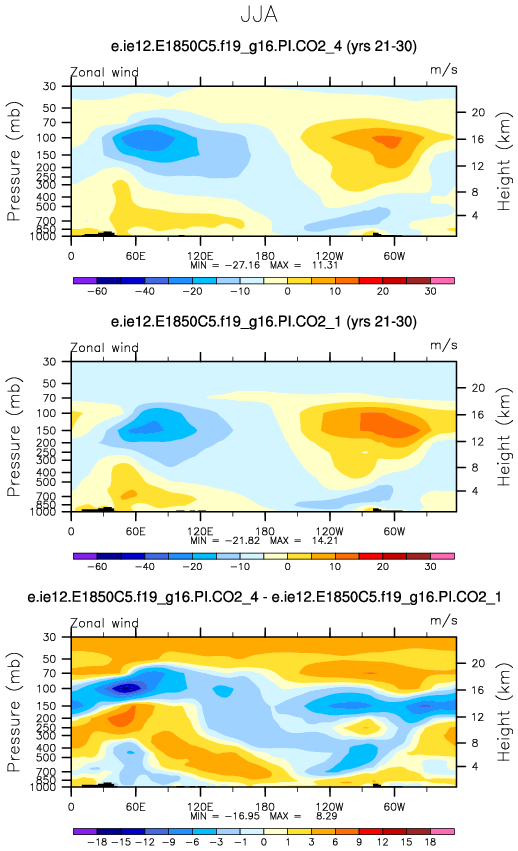 JJA
e.ie12.E1850C5.f19_g16.PI.CO2_4 (yrs 21-30)
Zonal wind m/s
Pressure (mb)
30
50
70
100
150
200
250
300
400
500
700
850
1000
Height (km)
20
16
12
8
4
0 60E 120E 180 120W 60W
MIN = -27.16 MAX = 11.31
-60 -40 -20 -10 0 5 10 15 20 30
e.ie12.E1850C5.f19_g16.PI.CO2_1 (yrs 21-30)
Zonal wind m/s
Pressure (mb)
30
50
70
100
150
200
250
300
400
500
700
850
1000
Height (km)
20
16
12
8
4
0 60E 120E 180 120W 60W
MIN = -21.82 MAX = 14.21
-60 -40 -20 -10 0 5 10 15 20 30
e.ie12.E1850C5.f19_g16.PI.CO2_4 - e.ie12.E1850C5.f19_g16.PI.CO2_1
Zonal wind m/s
Pressure (mb)
30
50
70
100
150
200
250
300
400
500
700
850
1000
Height (km)
20
16
12
8
4
0 60E 120E 180 120W 60W
MIN = -16.95 MAX = 8.29
-18 -15 -12 -9 -6 -3 -1 0 1 3 6 9 12 15 18